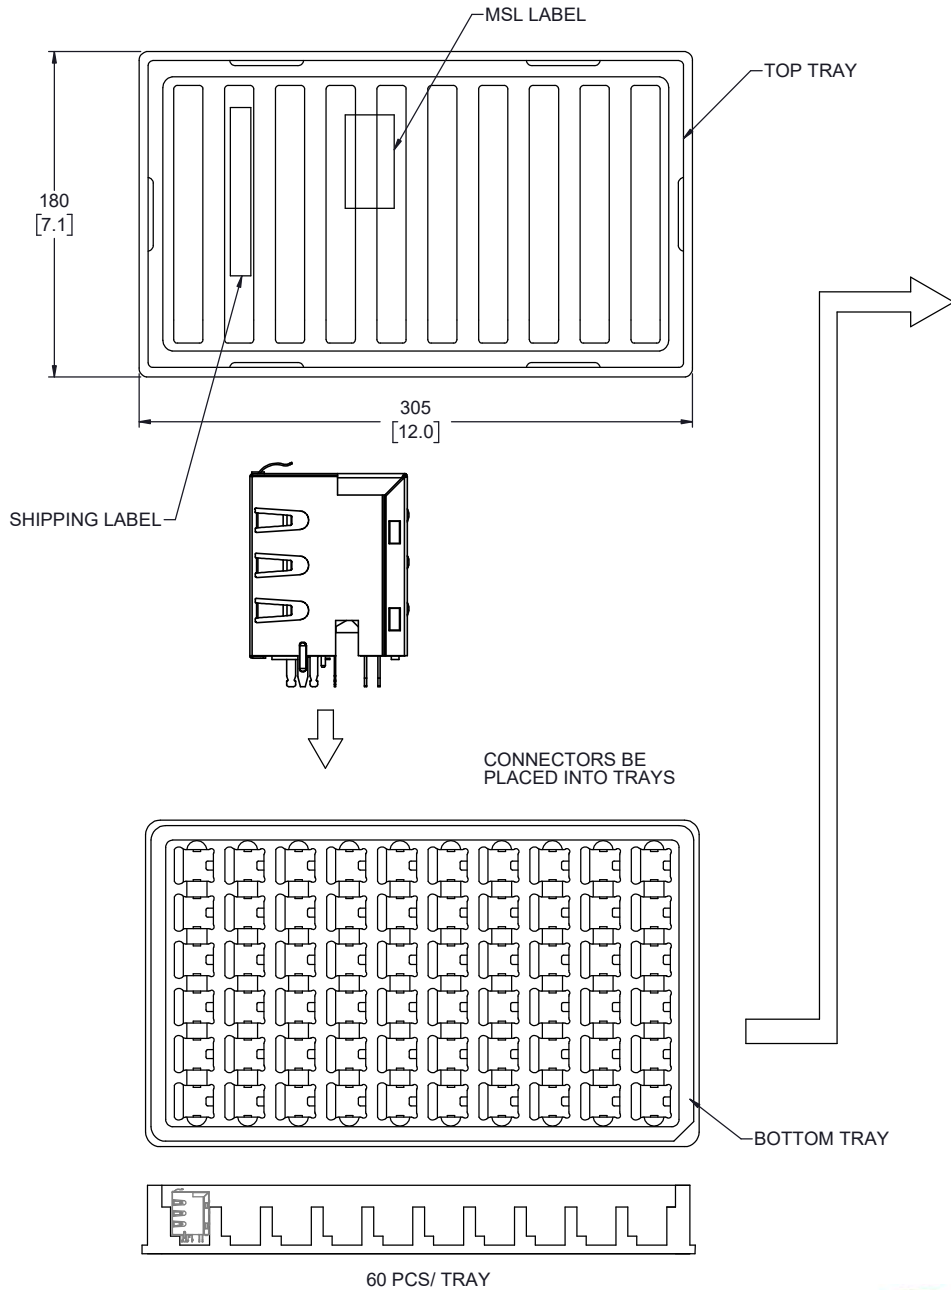 MSL LABEL
TOP TRAY
180
[7.1]
305
[12.0]
SHIPPING LABEL
CONNECTORS BE
PLACED INTO TRAYS
BOTTOM TRAY
60 PCS/ TRAY